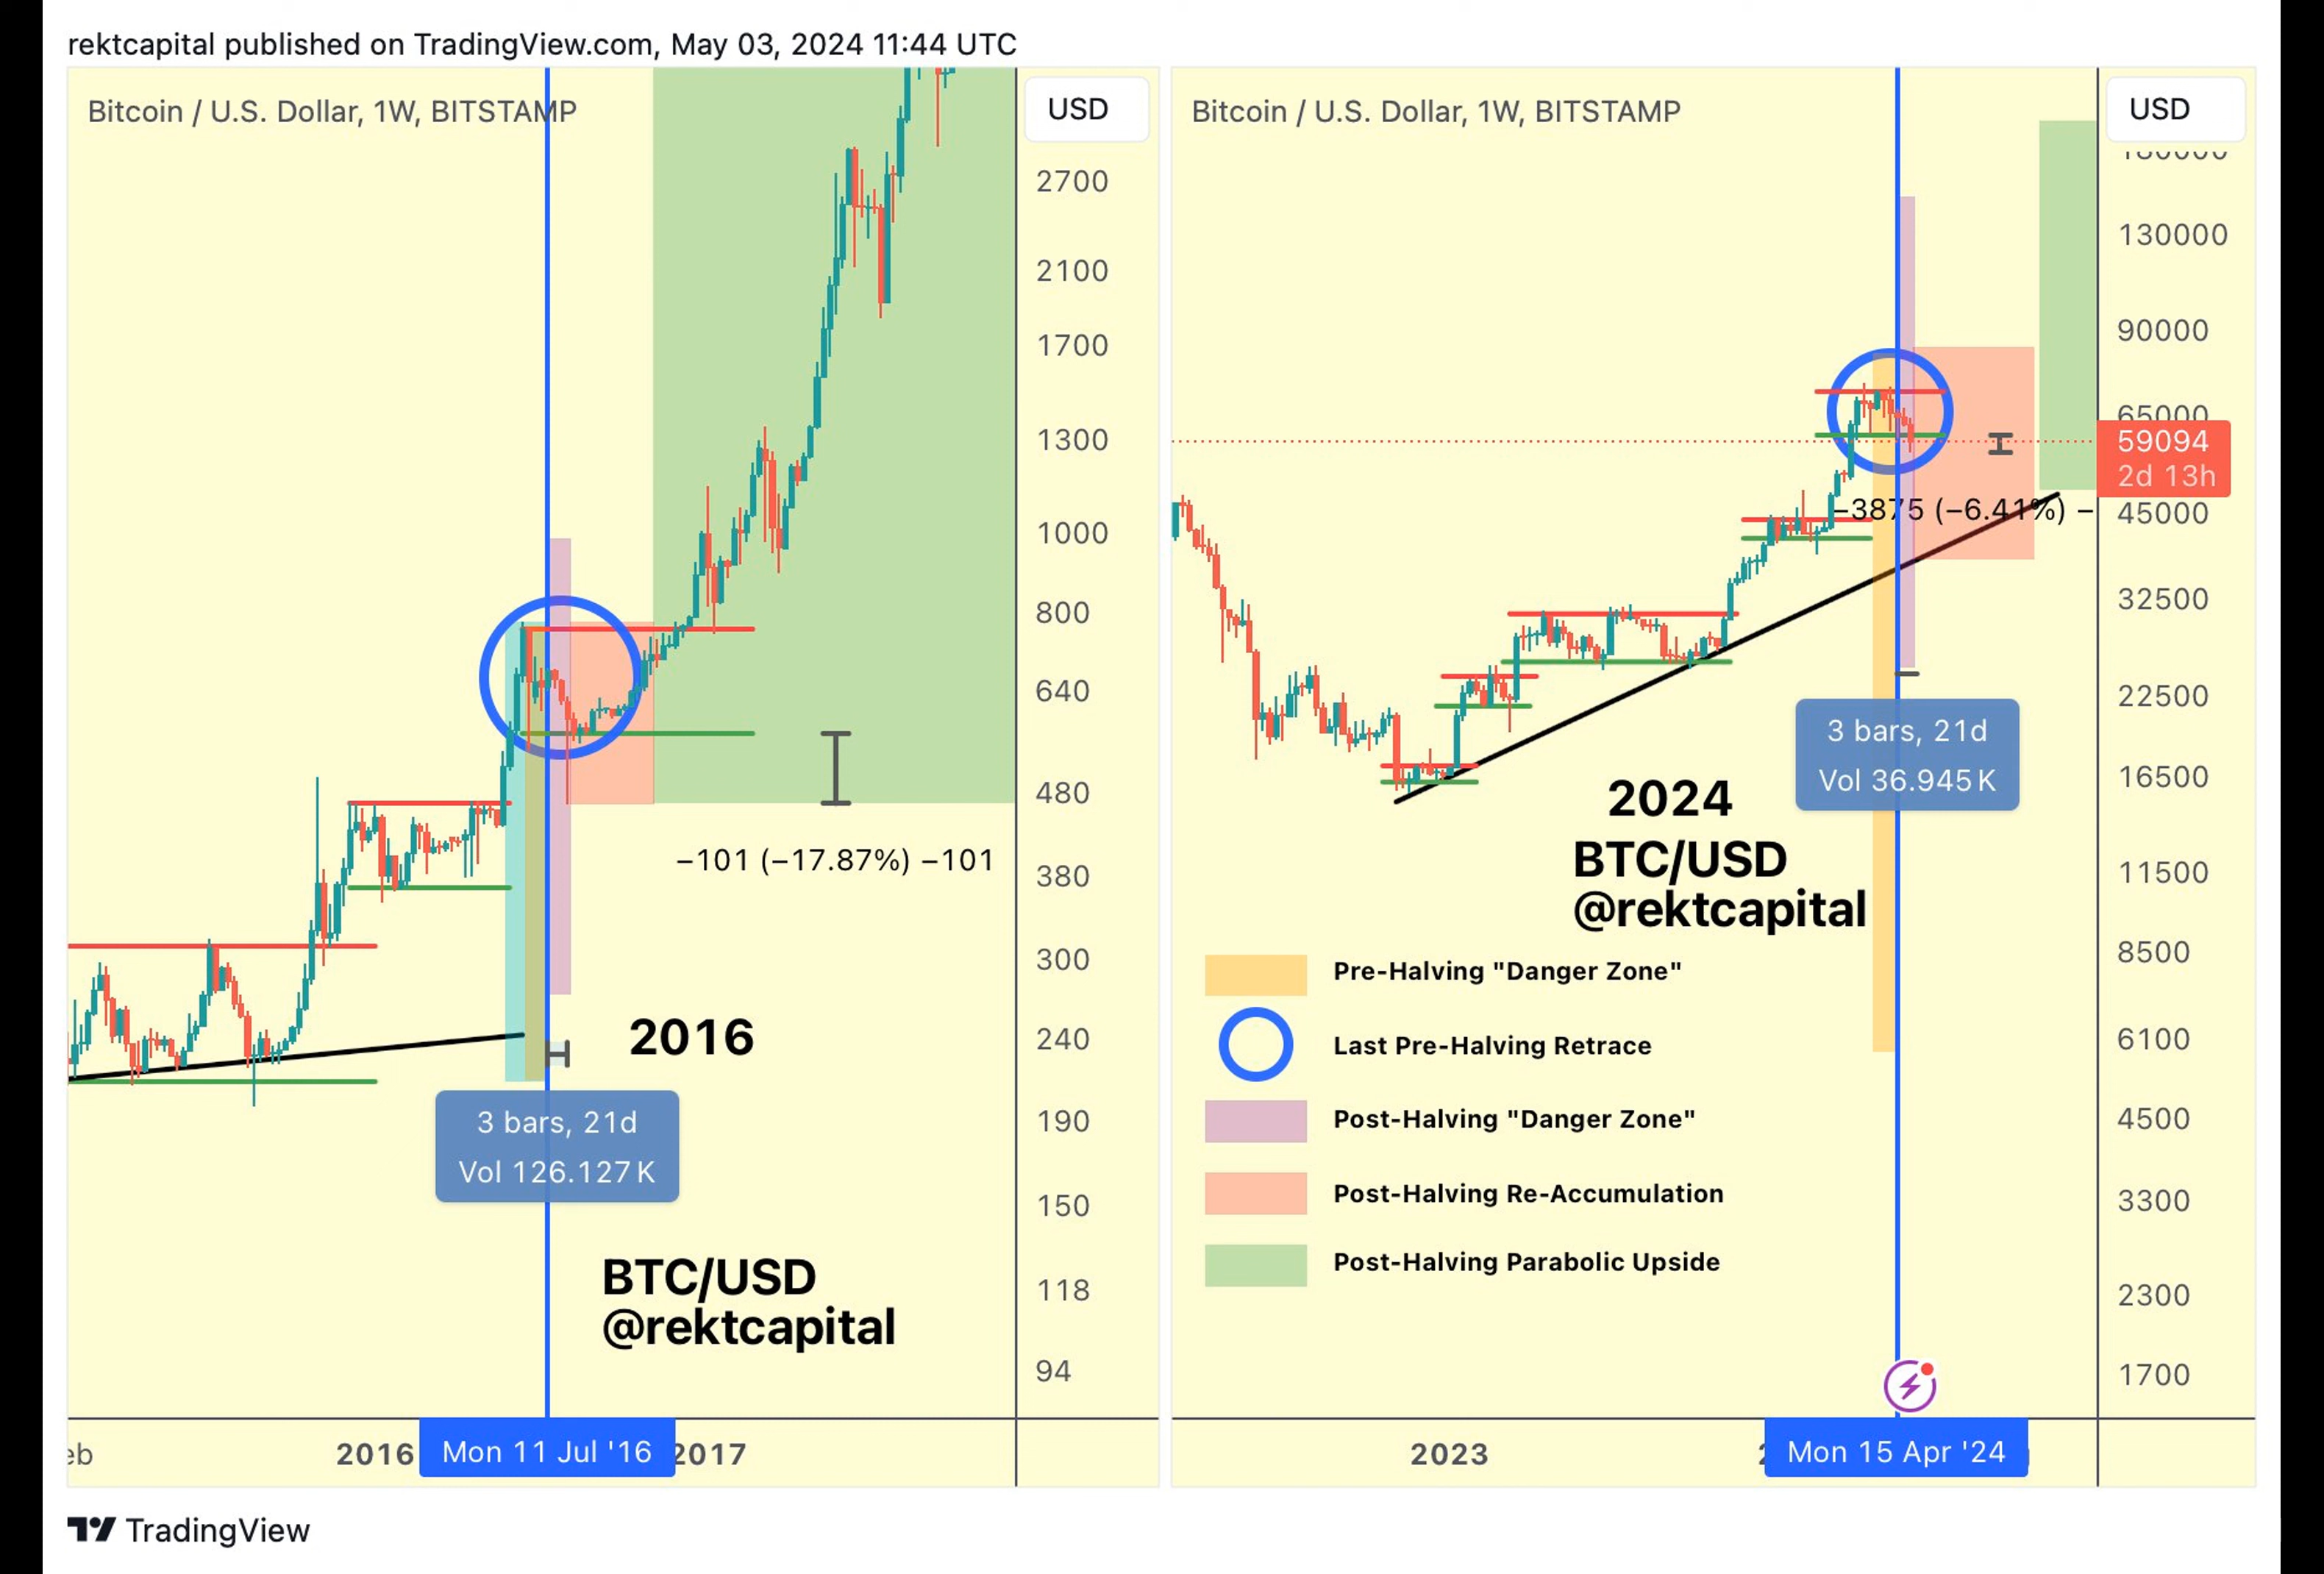 rektcapital published on TradingView.com, May 03, 2024 11:44 UTC
Bitcoin / U.S. Dollar, 1W, BITSTAMP
USD
2700
2100
1700
1300
1000
800
640
480
380
300
240
190
150
118
94
−101 (−17.87%) −101
2016
3 bars, 21d
Vol 126.127 K
BTC/USD
@rektcapital
2016
Mon 11 Jul '16
2017
Bitcoin / U.S. Dollar, 1W, BITSTAMP
USD
180000
130000
90000
65000
59094
2d 13h
45000
32500
22500
16500
11500
8500
6100
4500
3300
2300
1700
−3875 (−6.41%) −
3 bars, 21d
Vol 36.945 K
2024
BTC/USD
@rektcapital
Pre-Halving "Danger Zone"
Last Pre-Halving Retrace
Post-Halving "Danger Zone"
Post-Halving Re-Accumulation
Post-Halving Parabolic Upside
2023
Mon 15 Apr '24
TradingView